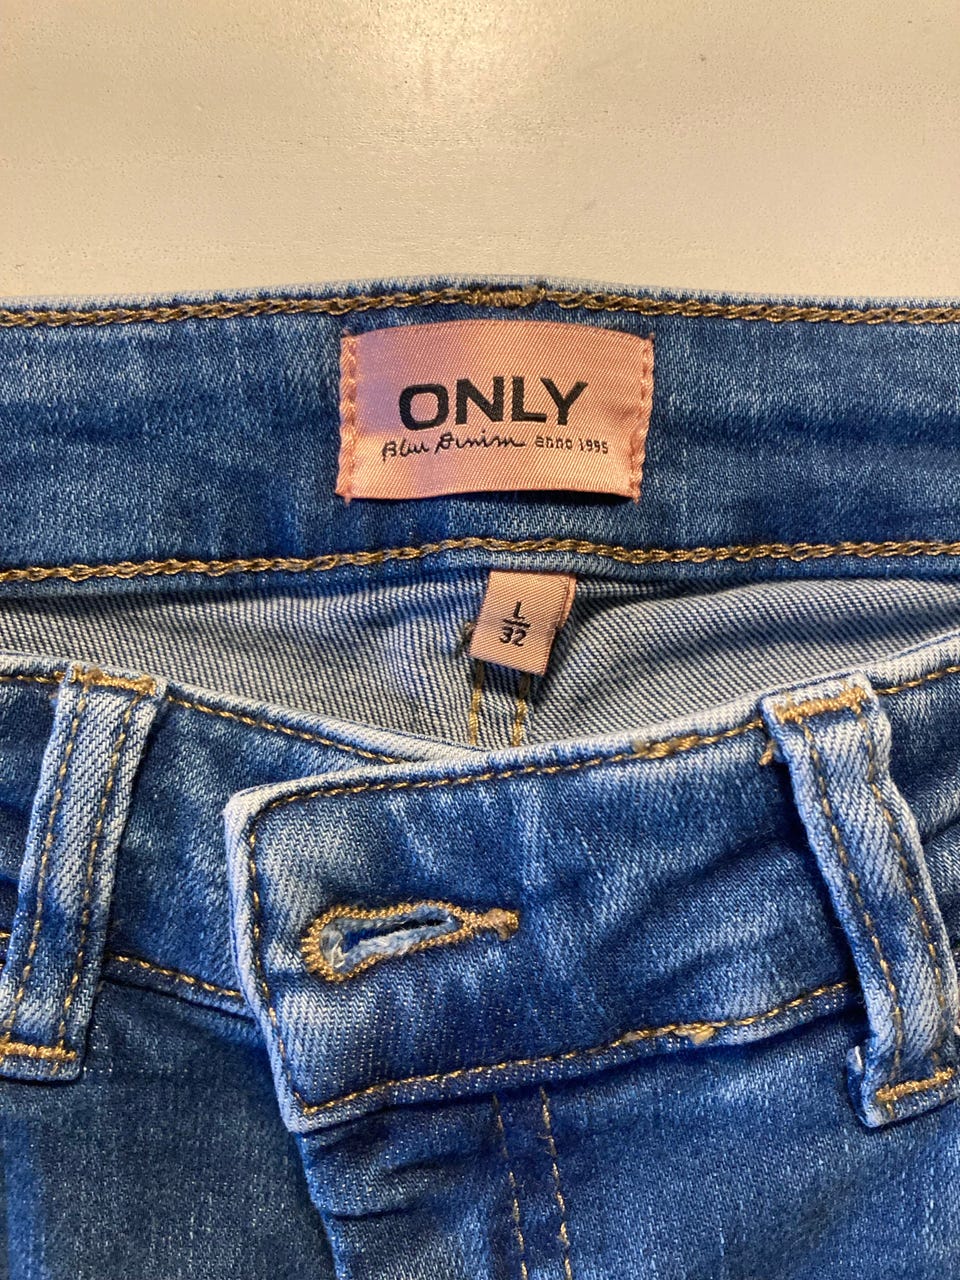 ONLY
Blue Denim anno 1995
L
32